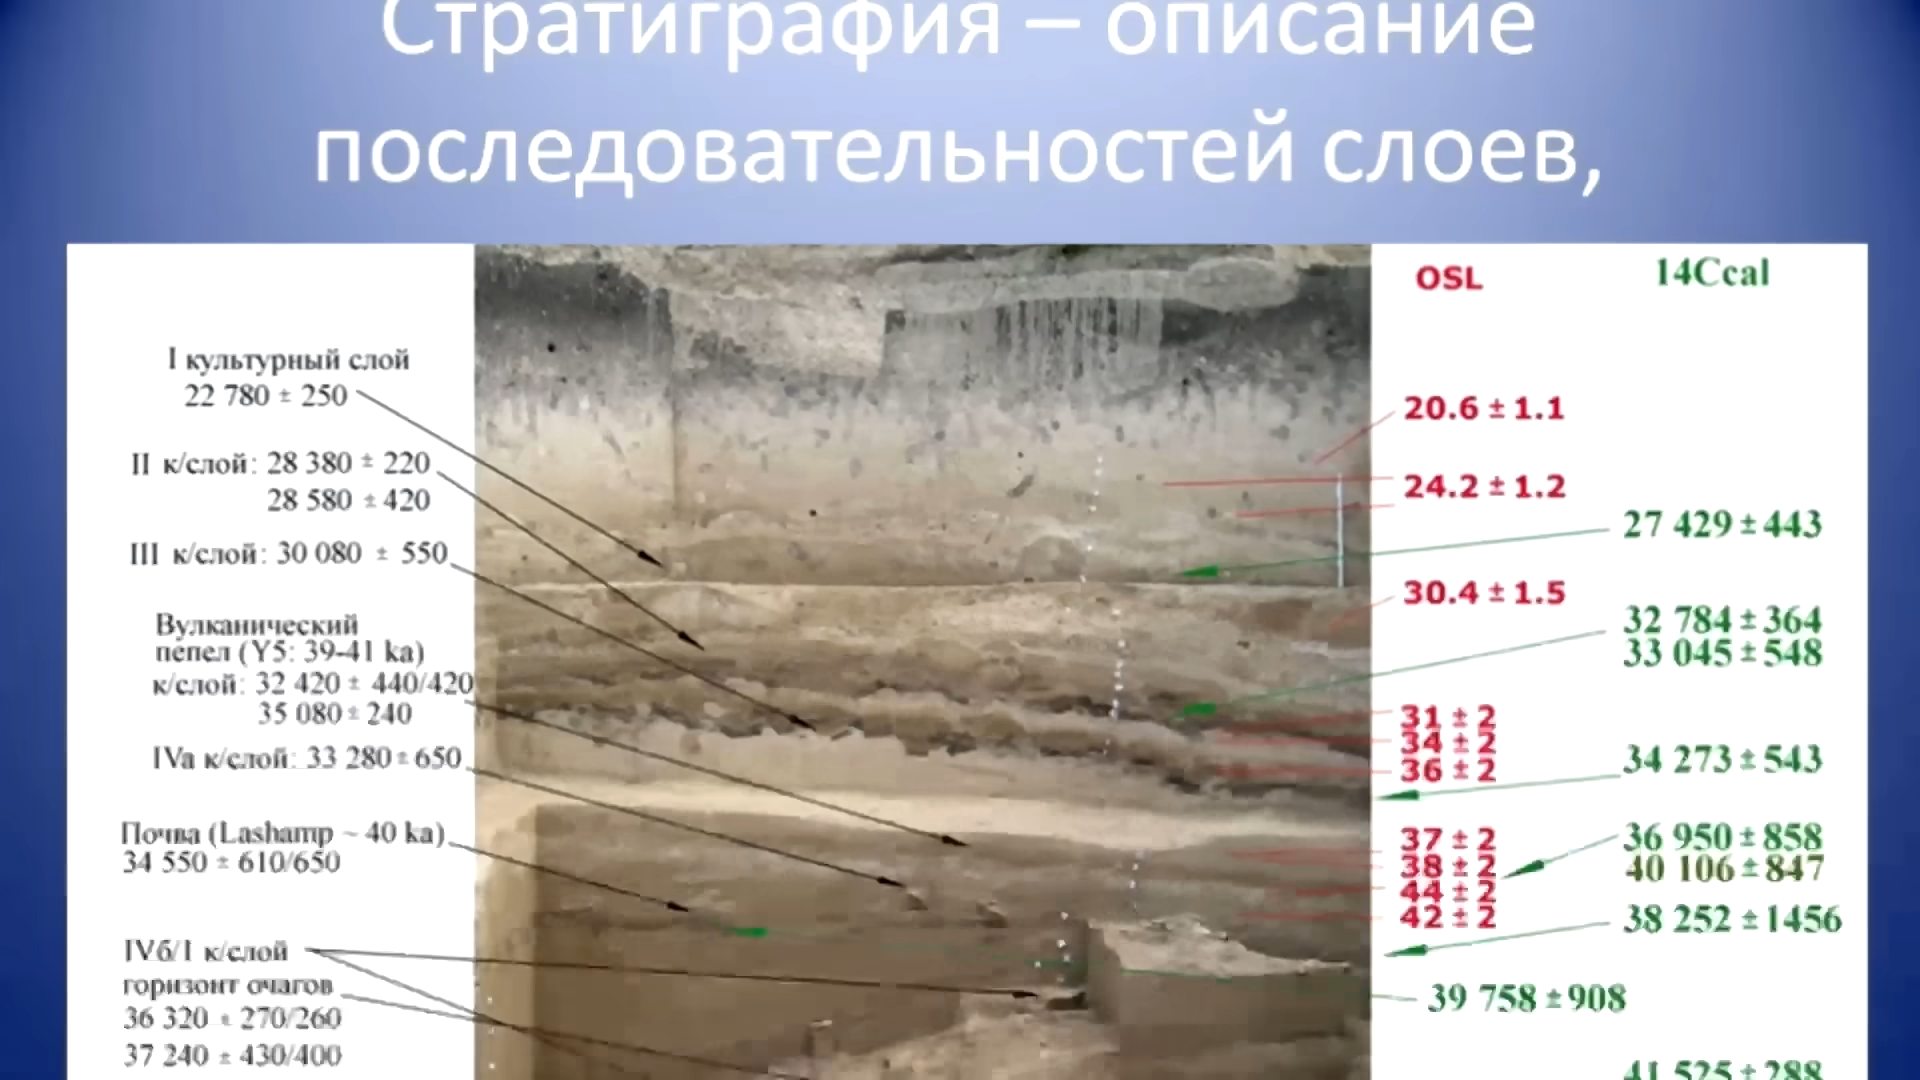 Стратиграфия – описание
последовательностей слоев,
I культурный слой
22 780 ± 250
II к/слой: 28 380 ± 220
28 580 ± 420
III к/слой: 30 080 ± 550
Вулканический
пепел (Y5: 39-41 ka)
к/слой: 32 420 ± 440/420
35 080 ± 240
IVa к/слой: 33 280 ± 650
Почва (Lashamp ~ 40 ka)
34 550 ± 610/650
IVб/1 к/слой
горизонт очагов
36 320 ± 270/260
37 240 ± 430/400
OSL
20.6 ± 1.1
24.2 ± 1.2
30.4 ± 1.5
31 ± 2
34 ± 2
36 ± 2
37 ± 2
38 ± 2
44 ± 2
42 ± 2
14Ccal
27 429 ± 443
32 784 ± 364
33 045 ± 548
34 273 ± 543
36 950 ± 858
40 106 ± 847
38 252 ± 1456
39 758 ± 908
41 525 ± 288